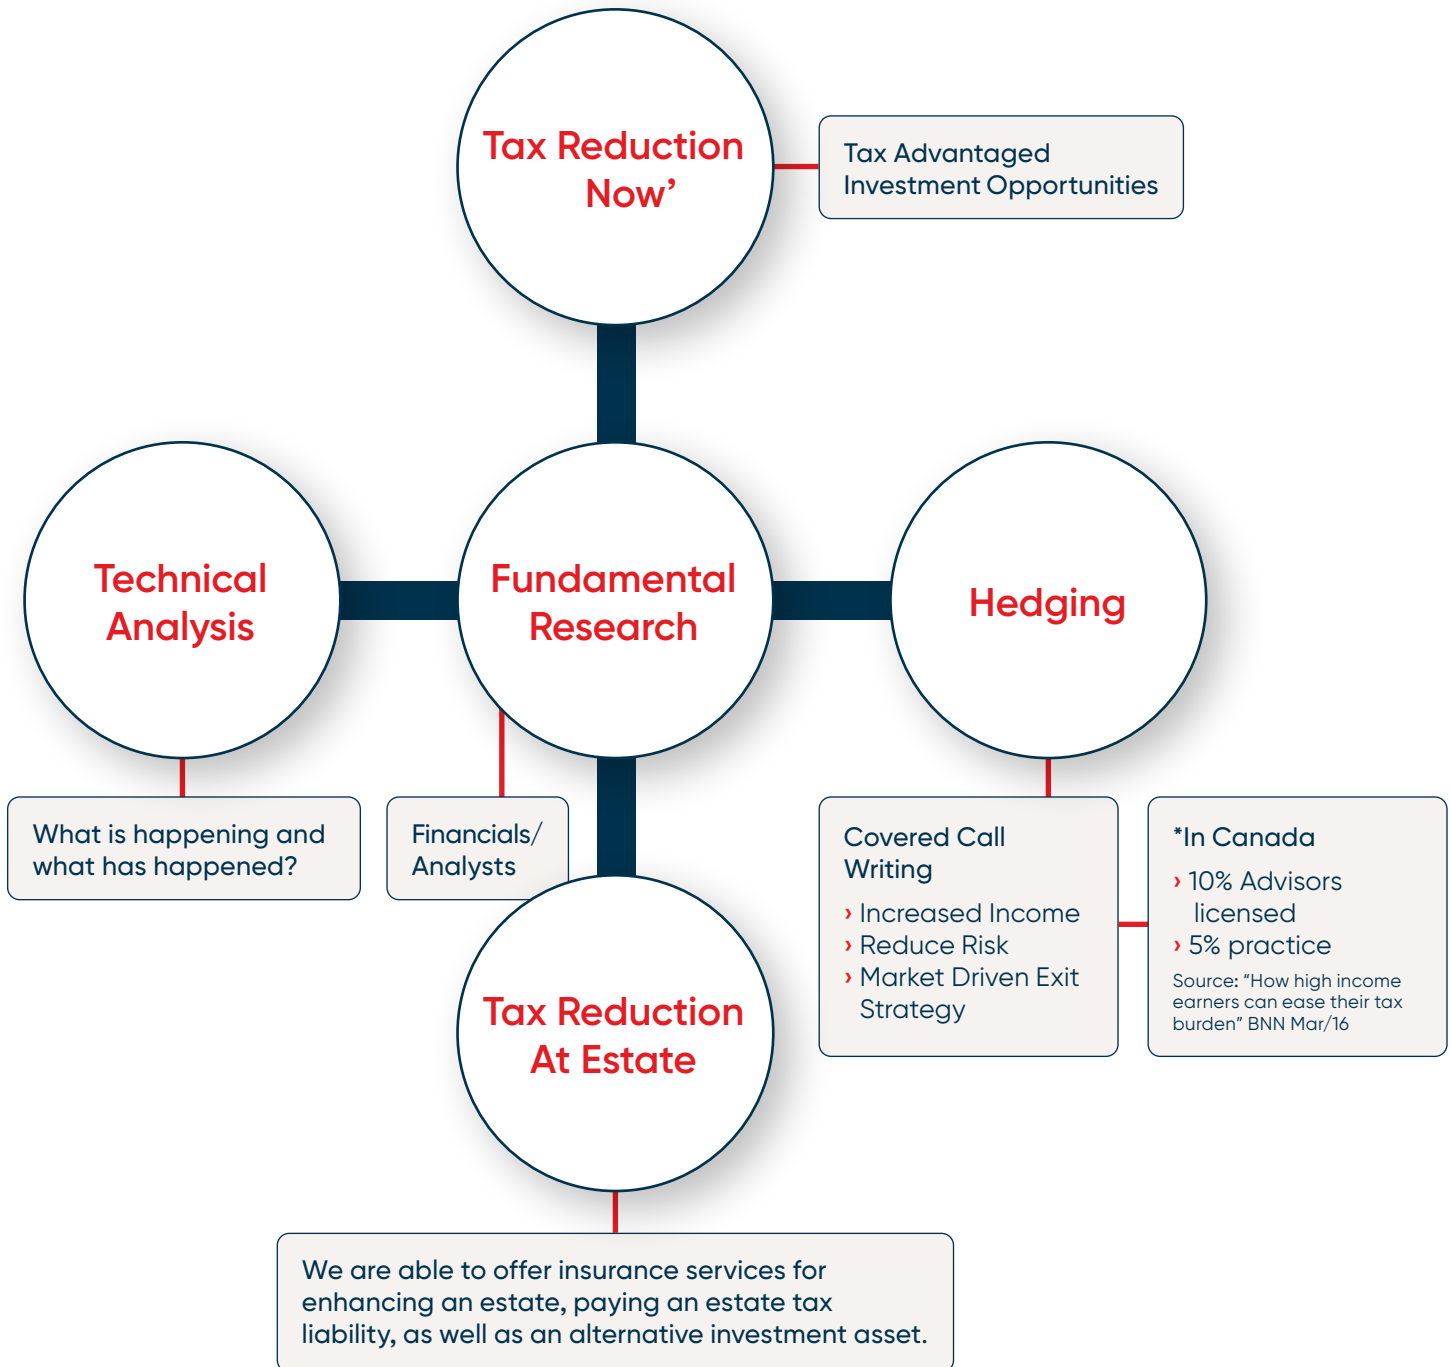 Tax Reduction
Now’
Tax Advantaged
Investment Opportunities
Technical
Analysis
Fundamental
Research
Hedging
What is happening and
what has happened?
Financials/
Analysts
Covered Call
Writing
› Increased Income
› Reduce Risk
› Market Driven Exit
Strategy
*In Canada
› 10% Advisors
licensed
› 5% practice
Source: “How high income
earners can ease their tax
burden” BNN Mar/16
Tax Reduction
At Estate
We are able to offer insurance services for
enhancing an estate, paying an estate tax
liability, as well as an alternative investment asset.